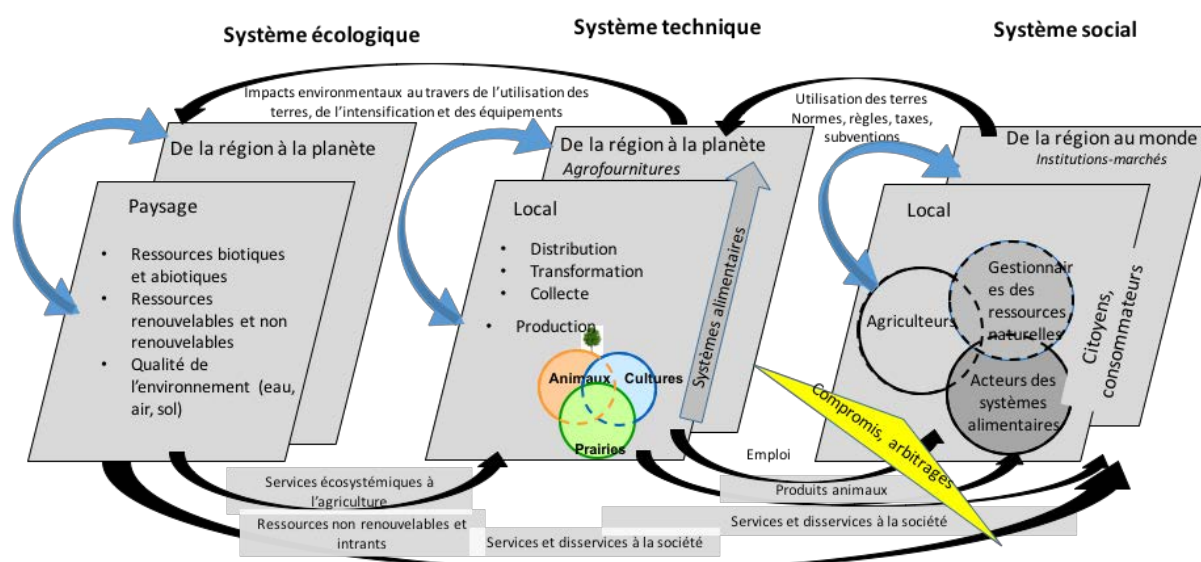 Système écologique
Système technique
Système social
Impacts environnementaux au travers de l'utilisation des
terres, de l'intensification et des équipements
Utilisation des terres
Normes, règles, taxes,
subventions
De la région à la planète
Paysage
• Ressources biotiques
et abiotiques
• Ressources
renouvelables et non
renouvelables
• Qualité de
l'environnement (eau,
air, sol)
De la région à la planète
Agrofournitures
Local
• Distribution
• Transformation
• Collecte
• Production
Animaux
Cultures
Prairies
Systèmes alimentaires
De la région au monde
Institutions-marchés
Local
Agriculteurs
Gestionnair
es des
ressources
naturelles
Acteurs des
systèmes
alimentaires
Citoyens,
consommateurs
Compromis, arbitrages
Emploi
Produits animaux
Services et disservices à la société
Services écosystémiques à
l'agriculture
Ressources non renouvelables et
intrants
Services et disservices à la société